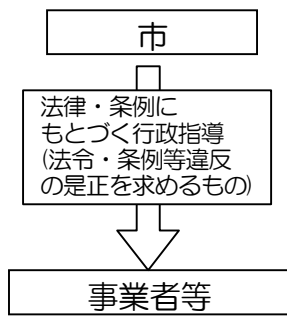 市
法律・条例に
もとづく行政指導
(法令・条例等違反
の是正を求めるもの)
事業者等